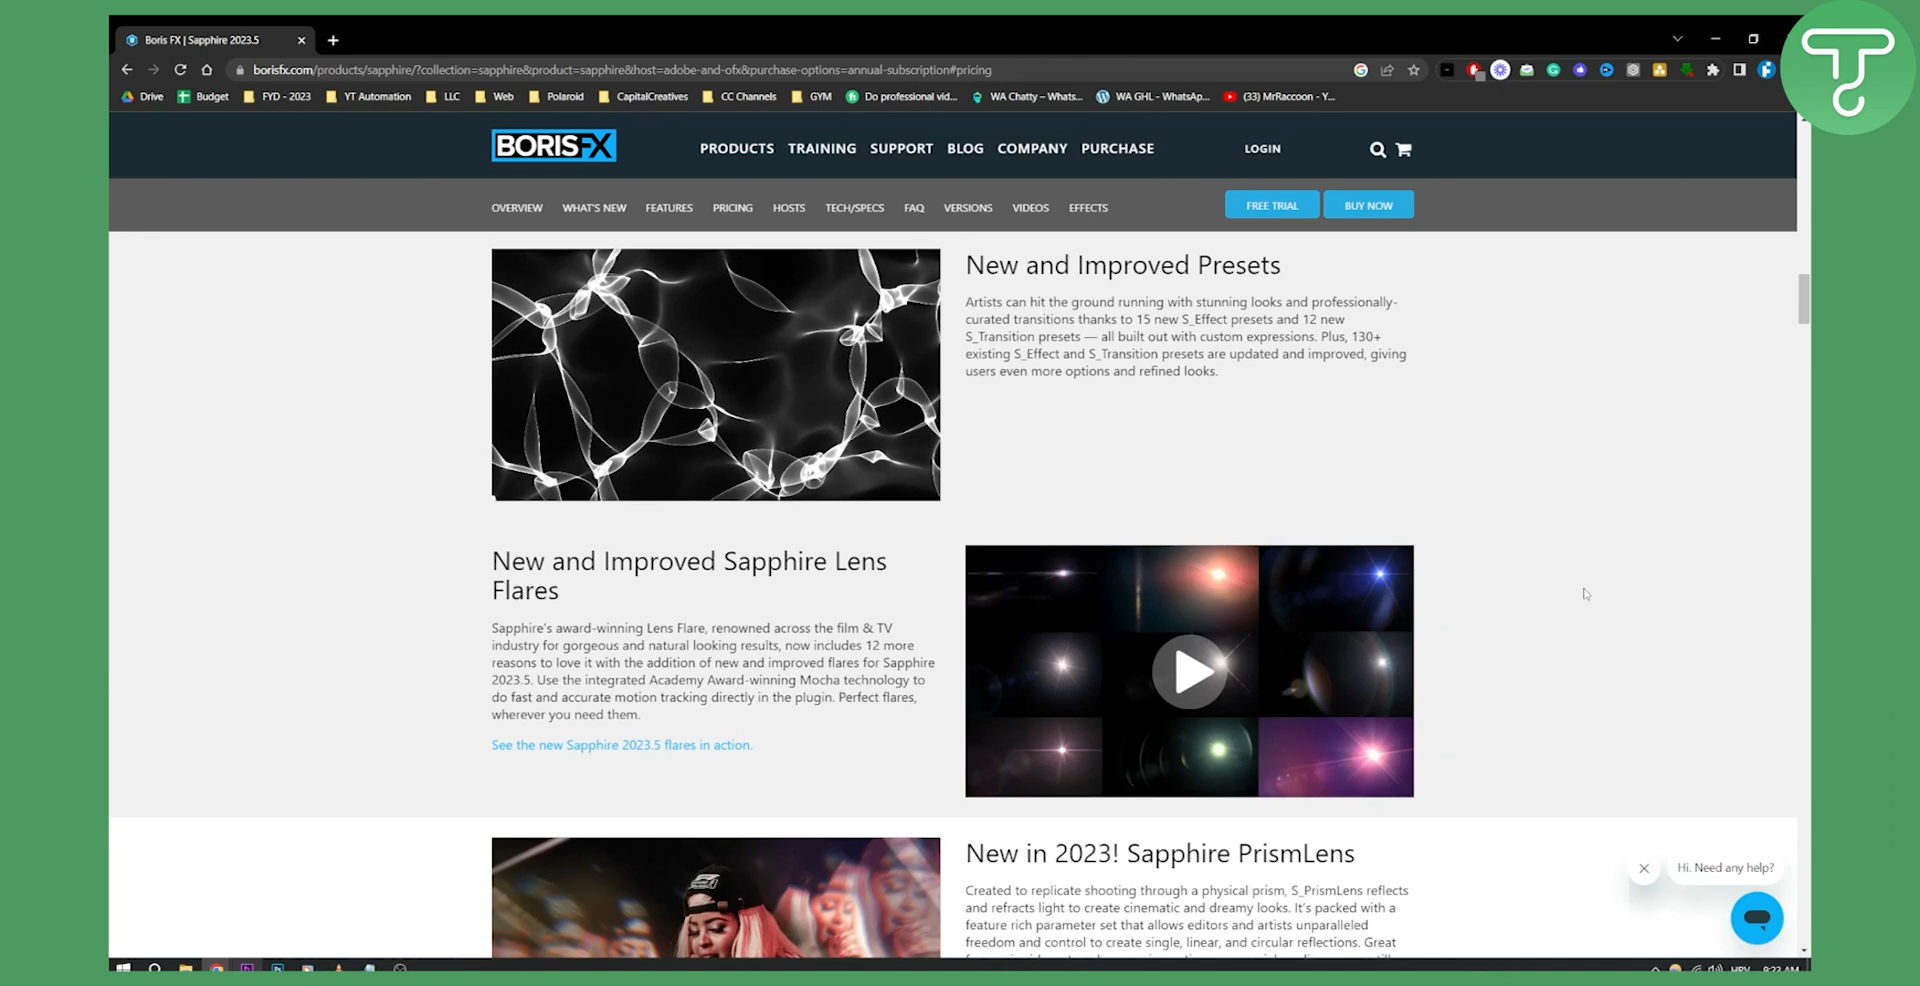 Boris FX | Sapphire 2023.5
borisfx.com/products/sapphire/?collection=sapphire&product=sapphire&host=adobe-and-ofx&purchase-options=annual-subscription#pricing
Drive Budget FYD - 2023 YT Automation LLC Web Polaroid CapitalCreatives CC Channels GYM Do professional vid... WA Chatty – Whats... WA GHL - WhatsAp... (33) MrRaccoon - Y...
BORISFX PRODUCTS TRAINING SUPPORT BLOG COMPANY PURCHASE LOGIN
OVERVIEW WHAT'S NEW FEATURES PRICING HOSTS TECH/SPECS FAQ VERSIONS VIDEOS EFFECTS FREE TRIAL BUY NOW
New and Improved Presets
Artists can hit the ground running with stunning looks and professionally-
curated transitions thanks to 15 new S_Effect presets and 12 new
S_Transition presets — all built out with custom expressions. Plus, 130+
existing S_Effect and S_Transition presets are updated and improved, giving
users even more options and refined looks.
New and Improved Sapphire Lens
Flares
Sapphire's award-winning Lens Flare, renowned across the film & TV
industry for gorgeous and natural looking results, now includes 12 more
reasons to love it with the addition of new and improved flares for Sapphire
2023.5. Use the integrated Academy Award-winning Mocha technology to
do fast and accurate motion tracking directly in the plugin. Perfect flares,
wherever you need them.
See the new Sapphire 2023.5 flares in action.
New in 2023! Sapphire PrismLens
Created to replicate shooting through a physical prism, S_PrismLens reflects
and refracts light to create cinematic and dreamy looks. It's packed with a
feature rich parameter set that allows editors and artists unparalleled
freedom and control to create single, linear, and circular reflections. Great
Hi. Need any help?
HRV 9:23 AM